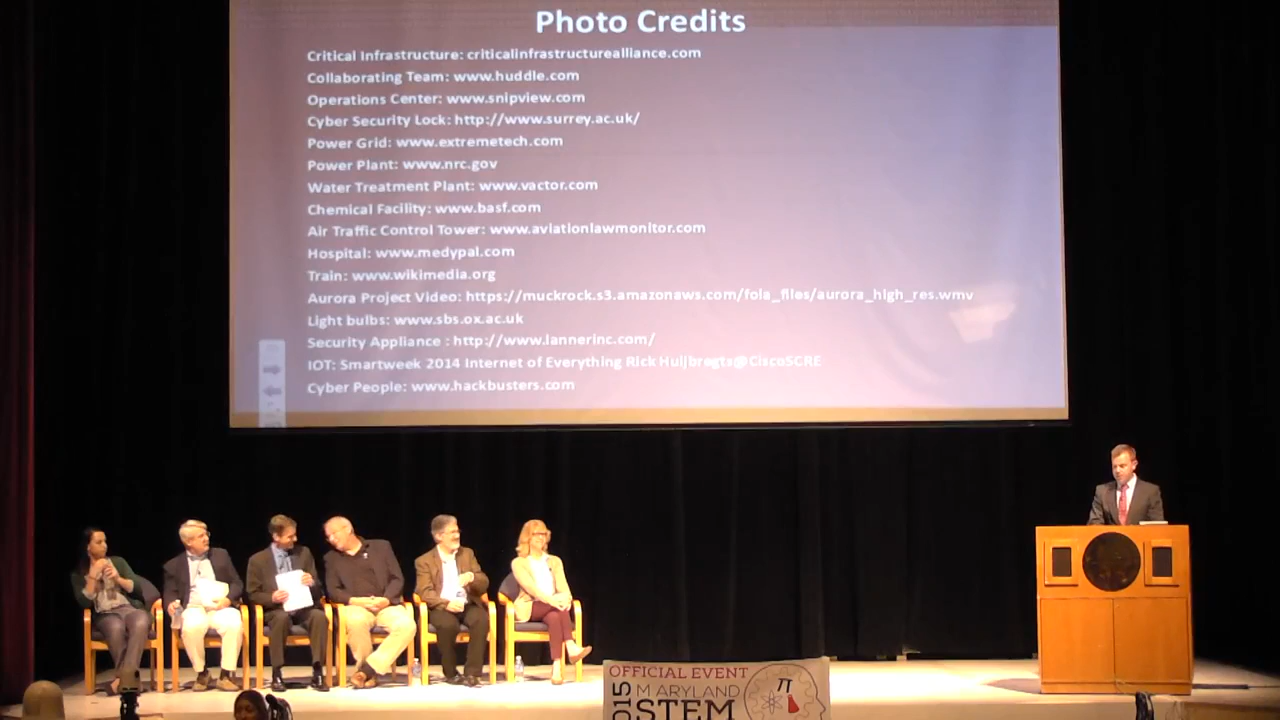 Photo Credits
Critical Infrastructure: criticalinfrastructurealliance.com
Collaborating Team: www.huddle.com
Operations Center: www.snipview.com
Cyber Security Lock: http://www.surrey.ac.uk/
Power Grid: www.extremetech.com
Power Plant: www.nrc.gov
Water Treatment Plant: www.vactor.com
Chemical Facility: www.basf.com
Air Traffic Control Tower: www.aviationlawmonitor.com
Hospital: www.medypal.com
Train: www.wikimedia.org
Aurora Project Video: https://muckrock.s3.amazonaws.com/foia_files/aurora_high_res.wmv
Light bulbs: www.sbs.ox.ac.uk
Security Appliance : http://www.lannerinc.com/
IOT: Smartweek 2014 Internet of Everything Rick Huijbregts@CiscoSCRE
Cyber People: www.hackbusters.com
OFFICIAL EVENT
015 MARYLAND
STEM
π